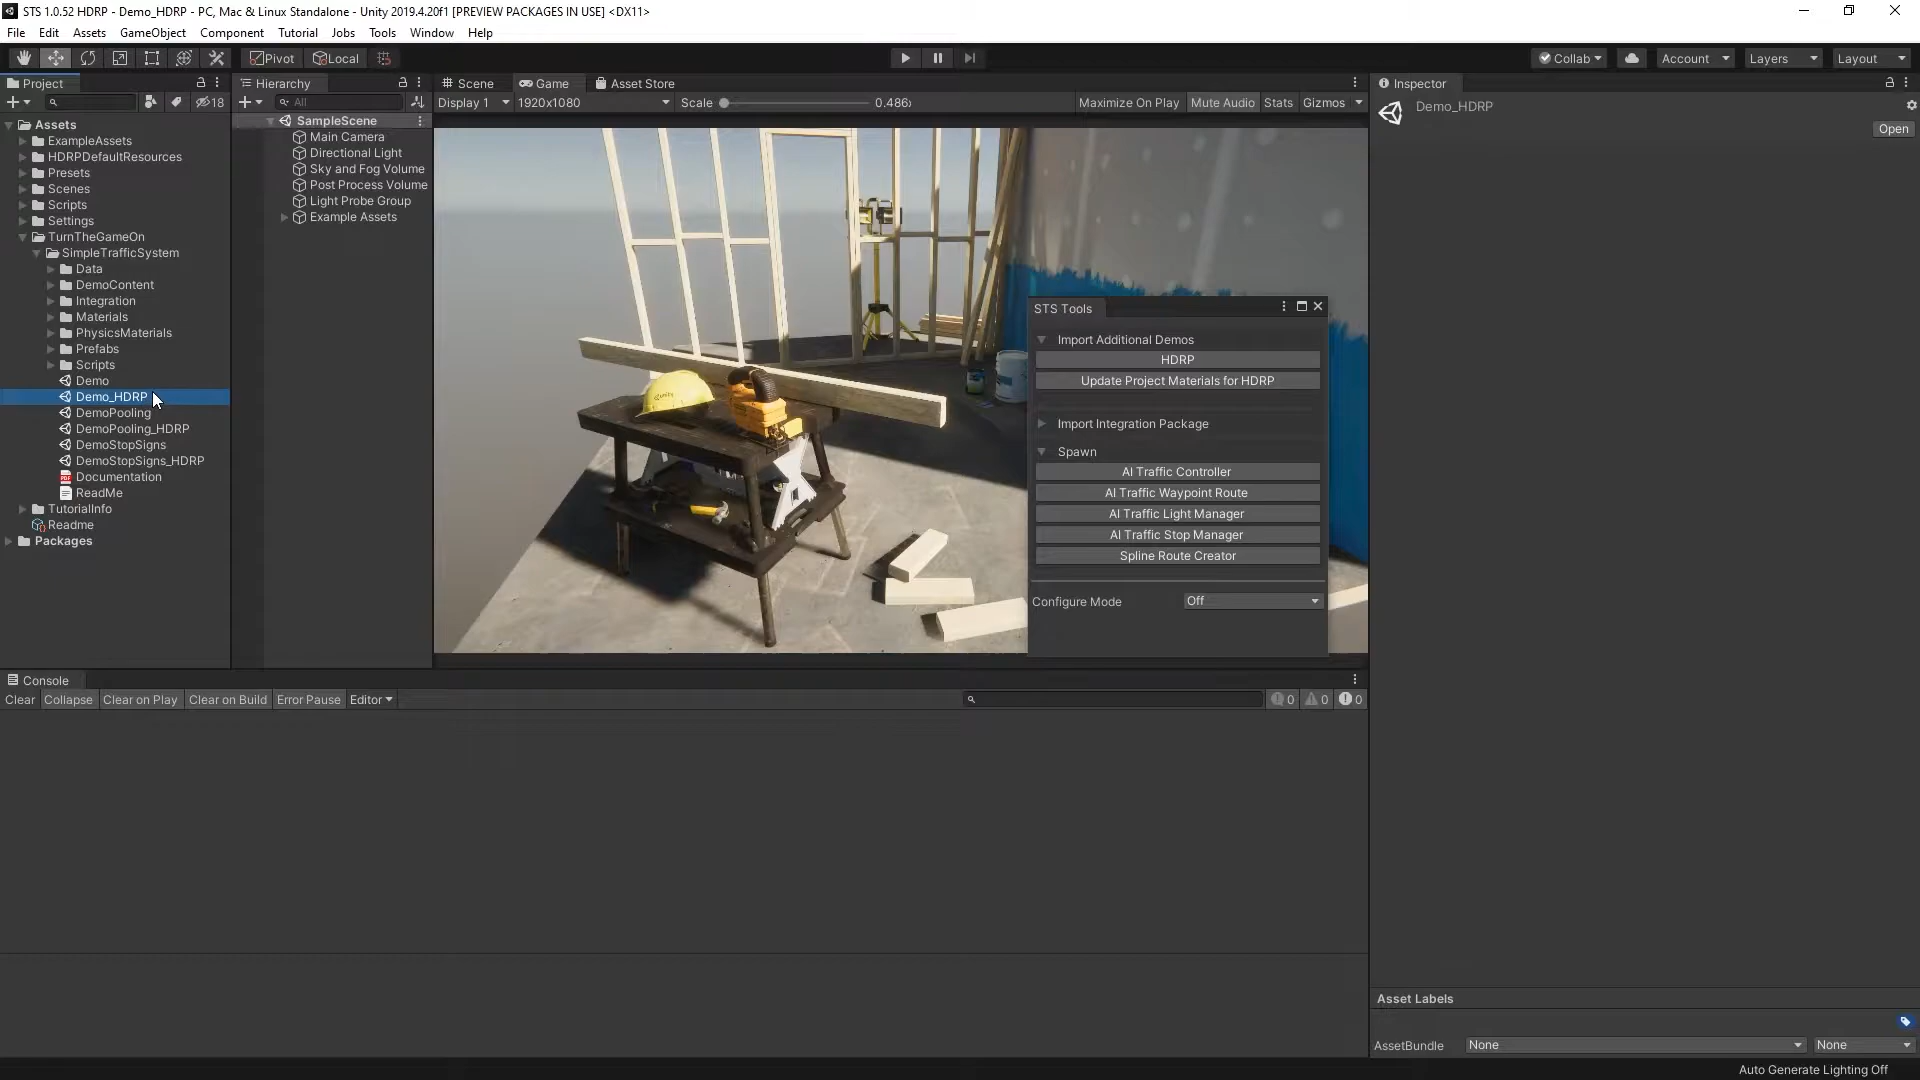 STS 1.0.52 HDRP - Demo_HDRP - PC, Mac & Linux Standalone - Unity 2019.4.20f1 [PREVIEW PACKAGES IN USE] <DX11>
File Edit Assets GameObject Component Tutorial Jobs Tools Window Help
Pivot Local Collab Account Layers Layout
Project
18
Assets
ExampleAssets
HDRPDefaultResources
Presets
Scenes
Scripts
Settings
TurnTheGameOn
SimpleTrafficSystem
Data
DemoContent
Integration
Materials
PhysicsMaterials
Prefabs
Scripts
Demo
Demo_HDRP
DemoPooling
DemoPooling_HDRP
DemoStopSigns
DemoStopSigns_HDRP
Documentation
ReadMe
TutorialInfo
Readme
Packages
Hierarchy
All
SampleScene
Main Camera
Directional Light
Sky and Fog Volume
Post Process Volume
Light Probe Group
Example Assets
Scene Game Asset Store
Display 1 1920x1080 Scale 0.486 Maximize On Play Mute Audio Stats Gizmos
STS Tools
Import Additional Demos
HDRP
Update Project Materials for HDRP
Import Integration Package
Spawn
AI Traffic Controller
AI Traffic Waypoint Route
AI Traffic Light Manager
AI Traffic Stop Manager
Spline Route Creator
Configure Mode Off
Inspector
Demo_HDRP
Open
Console
Clear Collapse Clear on Play Clear on Build Error Pause Editor 0 0 0
Asset Labels
AssetBundle None None
Auto Generate Lighting Off